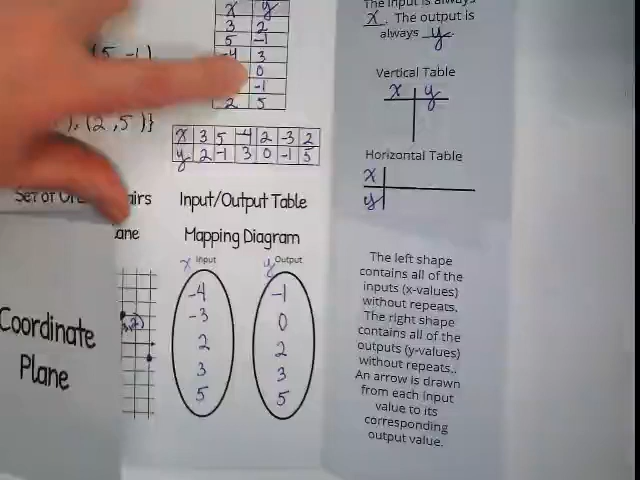 x y
3 2
5 -1
-4 3
0
-1
2 5
The input is always
x. The output is
always y.
(5,-1),
), (2,5)}
Vertical Table
x y
x 3 5 -4 2 -3 2
y 2 -1 3 0 -1 5
Horizontal Table
x
y
Set of
airs
Input/Output Table
ane
Mapping Diagram
x Input
y Output
-4 -1
-3 0
2 2
3 3
5 5
Coordinate
Plane
The left shape
contains all of the
inputs (x-values)
without repeats.
The right shape
contains all of the
outputs (y-values)
without repeats..
An arrow is drawn
from each input
value to its
corresponding
output value.